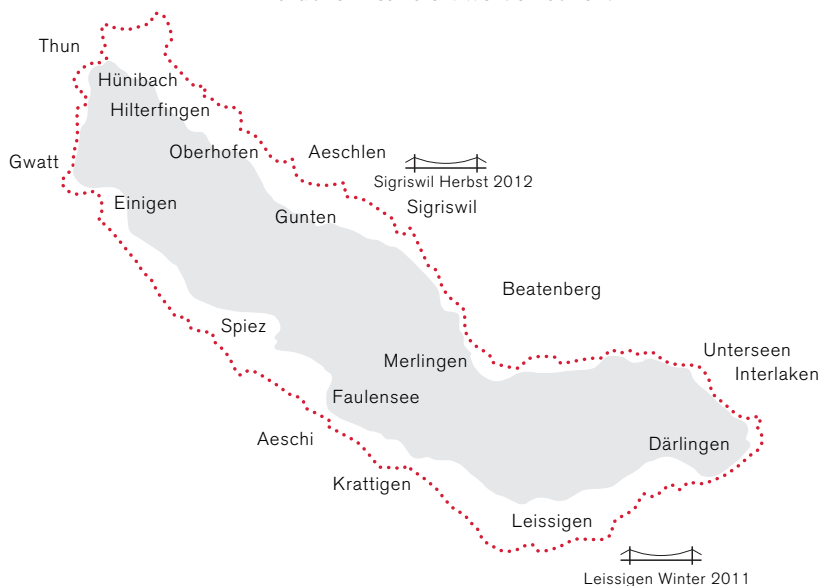 Thun
Hünibach
Hilterfingen
Oberhofen
Aeschlen
Gwatt
Sigriswil Herbst 2012
Einigen
Sigriswil
Gunten
Beatenberg
Spiez
Unterseen
Merlingen
Interlaken
Faulensee
Aeschi
Därlingen
Krattigen
Leissigen
Leissigen Winter 2011